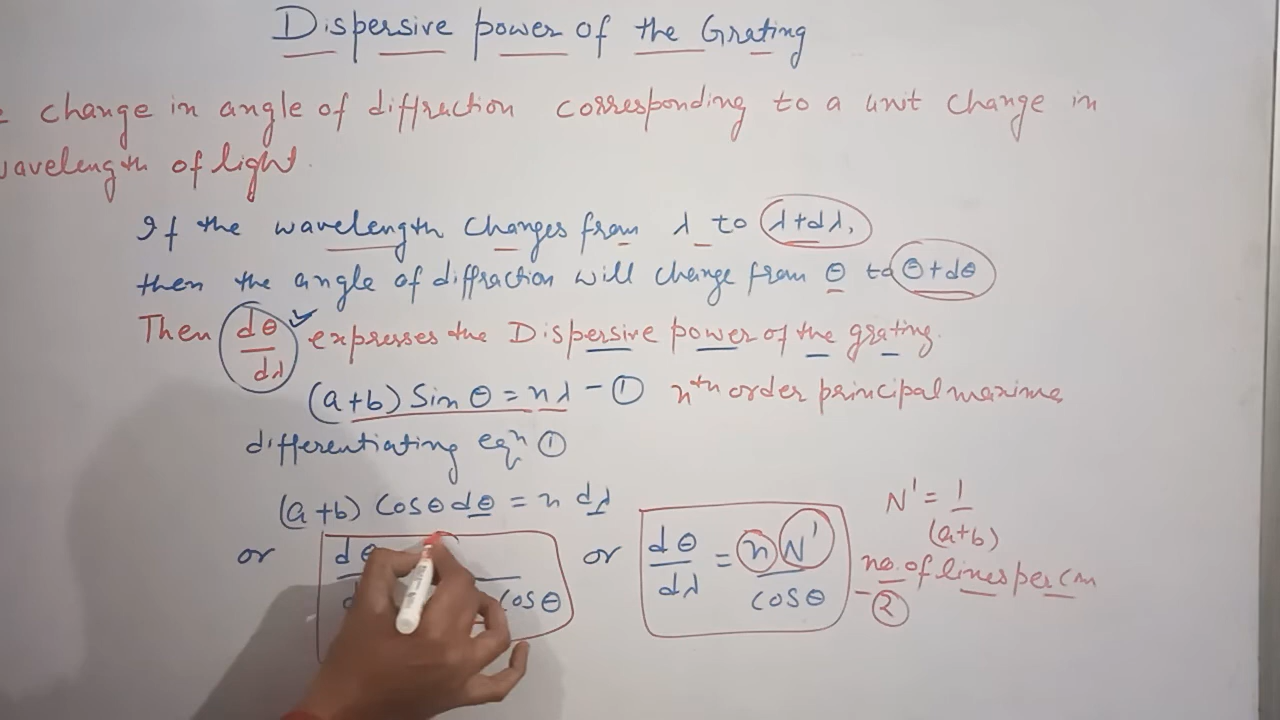 Dispersive power of the Grating
change in angle of diffraction corresponding to a unit change in
wavelength of light.
If the wavelength changes from λ to λ+dλ,
then the angle of diffraction will change from θ to θ+dθ
Then dθ/dλ expresses the Dispersive power of the grating.
(a+b) Sin θ = nλ - ① nth order principal maxima
differentiating eqn ①
(a+b) Cosθ dθ = n dλ
or dθ cosθ or dθ/dλ = n N'/cosθ - ②
N' = 1/(a+b)
no. of lines per cm